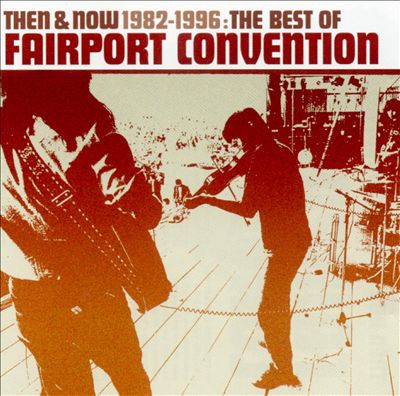 THEN & NOW 1982-1996: THE BEST OF
FAIRPORT CONVENTION